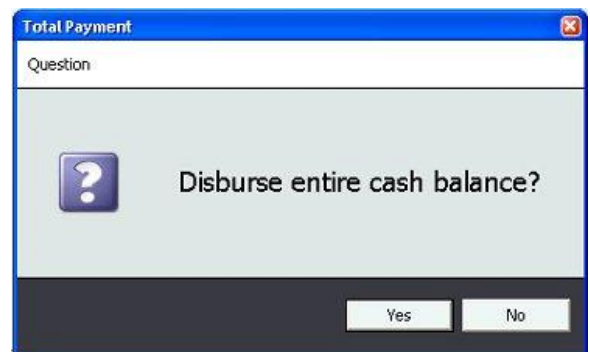 Total Payment
Question
Disburse entire cash balance?
Yes No